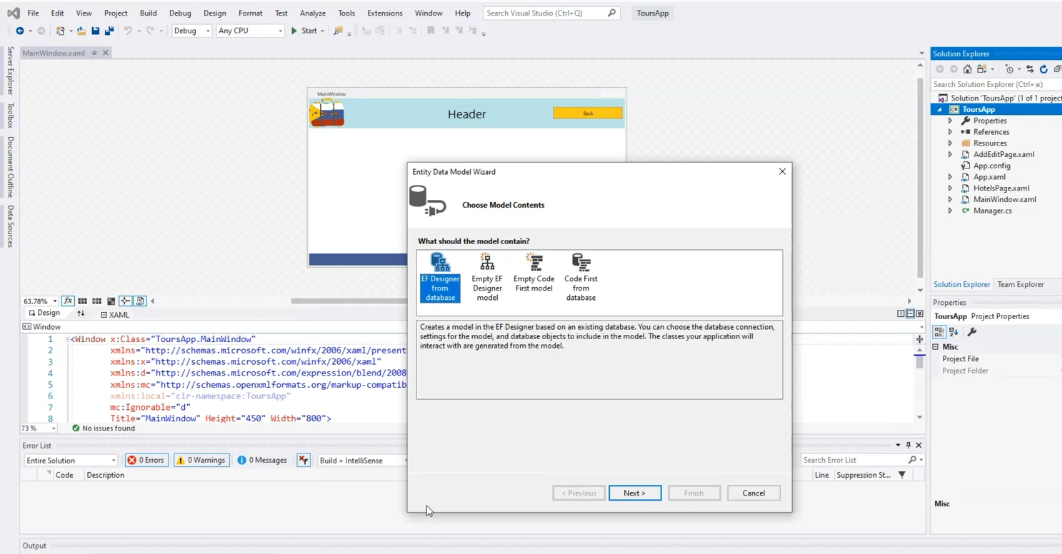 File Edit View Project Build Debug Design Format Test Analyze Tools Extensions Window Help Search Visual Studio (Ctrl+Q) ToursApp
Debug Any CPU Start
MainWindow.xaml
Server Explorer
Toolbox
Document Outline
Data Sources
MainWindow
Header
Back
Entity Data Model Wizard
Choose Model Contents
What should the model contain?
EF Designer from database
Empty EF Designer model
Empty Code First model
Code First from database
Creates a model in the EF Designer based on an existing database. You can choose the database connection,
settings for the model, and database objects to include in the model. The classes your application will
interact with are generated from the model.
< Previous Next > Finish Cancel
63.78%
Design XAML
Window
1 <Window x:Class="ToursApp.MainWindow"
2 xmlns="http://schemas.microsoft.com/winfx/2006/xaml/present
3 xmlns:x="http://schemas.microsoft.com/winfx/2006/xaml"
4 xmlns:d="http://schemas.microsoft.com/expression/blend/2008
5 xmlns:mc="http://schemas.openxmlformats.org/markup-compatib
6 xmlns:local="clr-namespace:ToursApp"
7 mc:Ignorable="d"
8 Title="MainWindow" Height="450" Width="800">
73 % No issues found
Error List
Entire Solution 0 Errors 0 Warnings 0 Messages Build + IntelliSense Search Error List
Code Description Line Suppression St...
Output
Solution Explorer
Search Solution Explorer (Ctrl+ж)
Solution 'ToursApp' (1 of 1 project
ToursApp
Properties
References
Resources
AddEditPage.xaml
App.config
App.xaml
HotelsPage.xaml
MainWindow.xaml
Manager.cs
Solution Explorer Team Explorer
Properties
ToursApp Project Properties
Misc
Project File
Project Folder
Misc